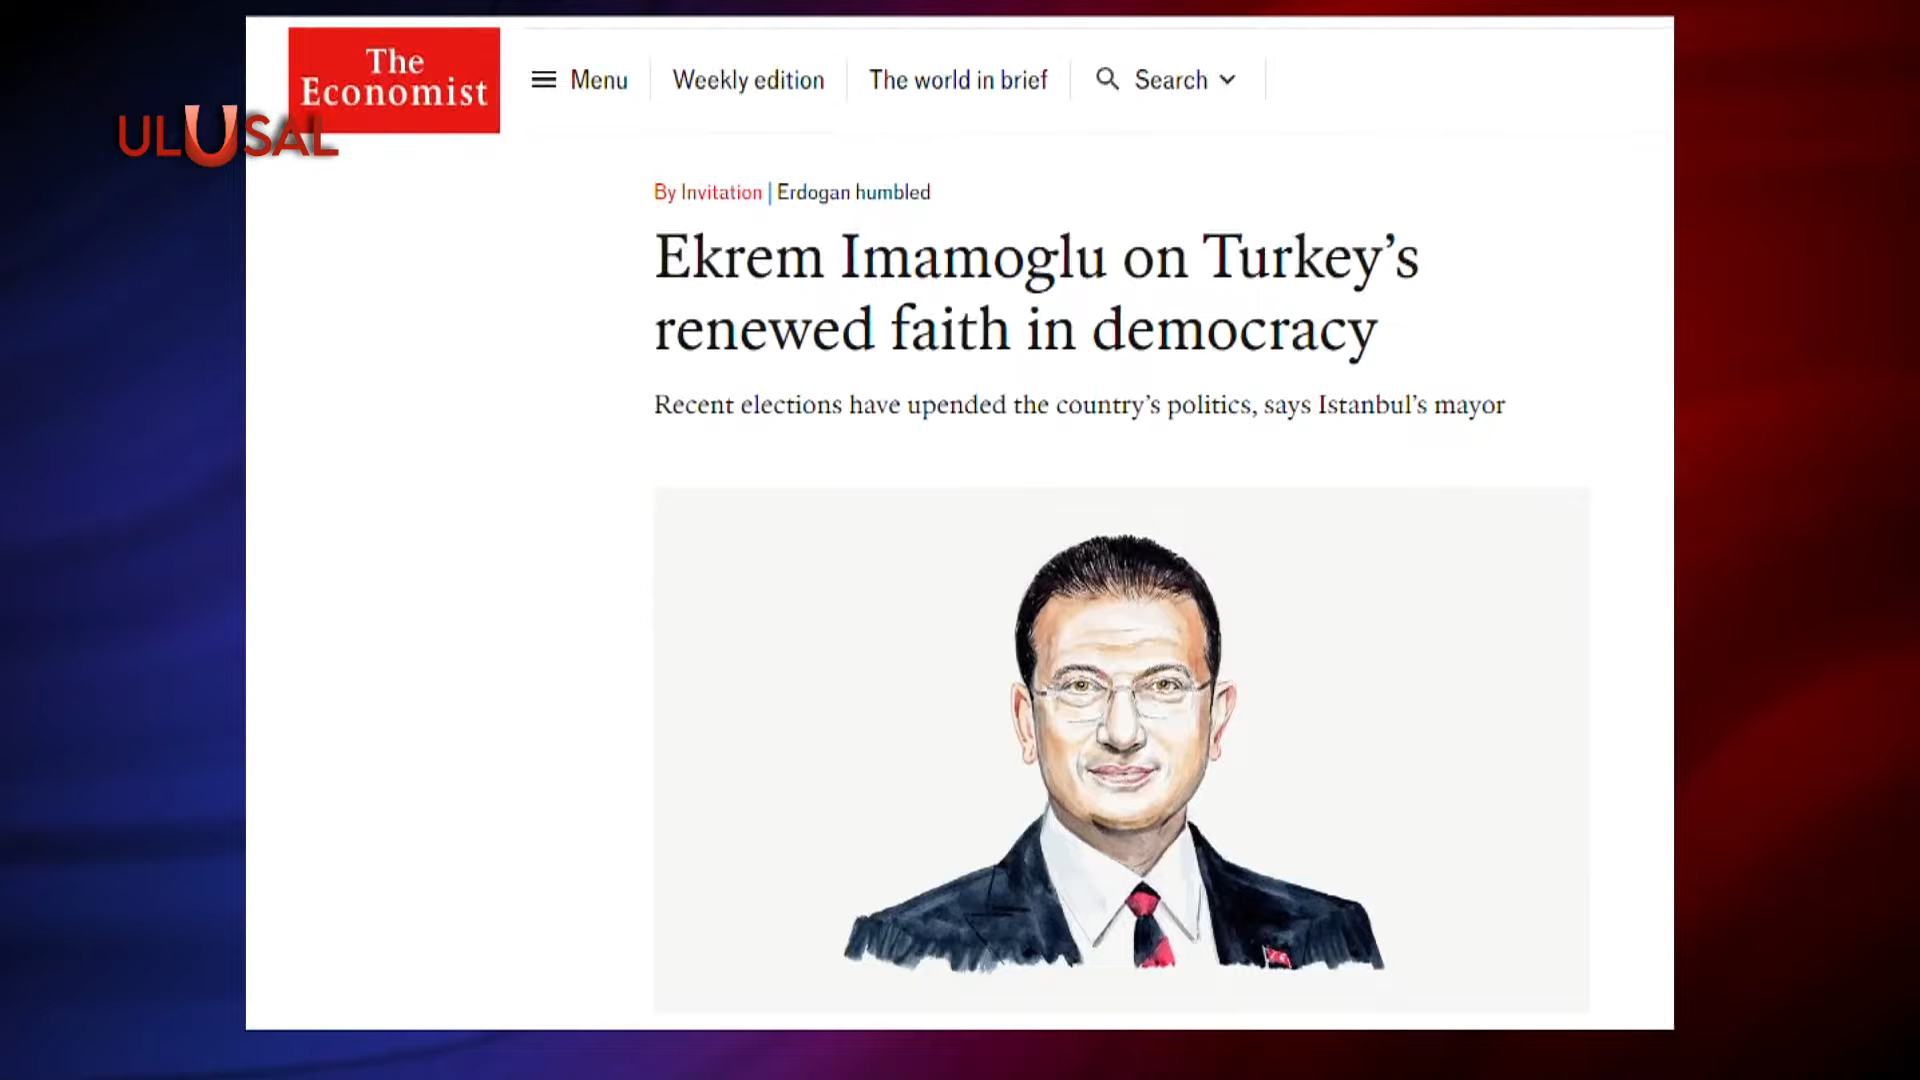 The
Economist
ULUSAL
Menu
Weekly edition
The world in brief
Search
By Invitation | Erdogan humbled
Ekrem Imamoglu on Turkey’s
renewed faith in democracy
Recent elections have upended the country’s politics, says Istanbul’s mayor